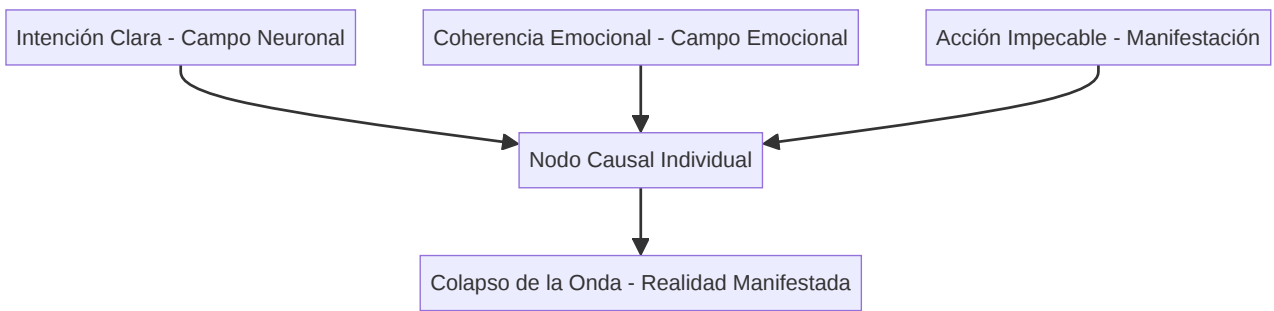 Intención Clara - Campo Neuronal
Coherencia Emocional - Campo Emocional
Acción Impecable - Manifestación
Nodo Causal Individual
Colapso de la Onda - Realidad Manifestada